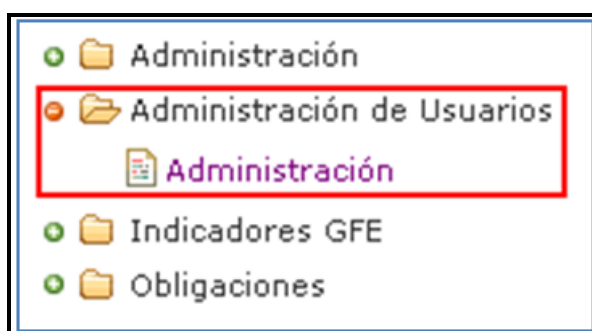 Administración
Administración de Usuarios
Administración
Indicadores GFE
Obligaciones